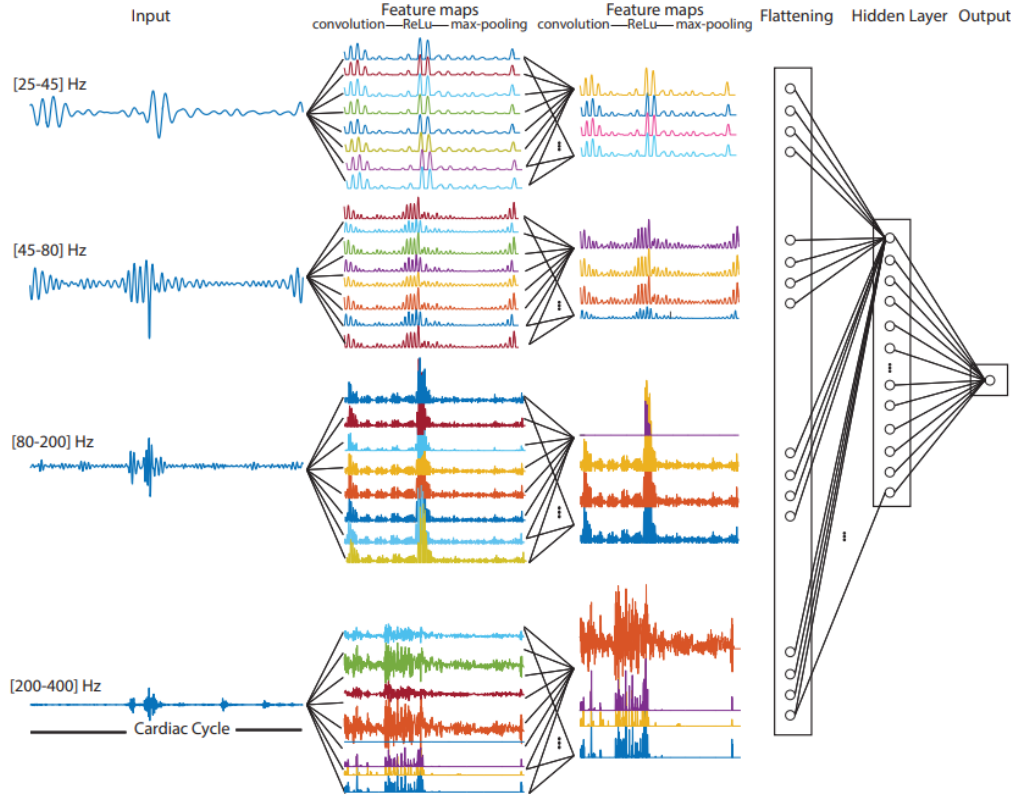 Input
Feature maps
convolution—ReLu—max-pooling
Feature maps
convolution—ReLu—max-pooling
Flattening
Hidden Layer
Output
[25-45] Hz
[45-80] Hz
[80-200] Hz
[200-400] Hz
Cardiac Cycle